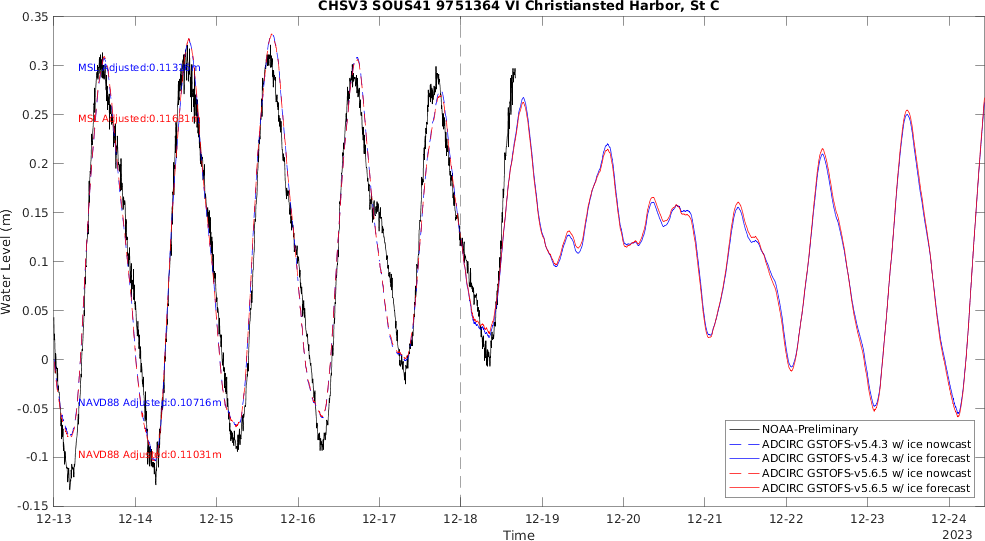 CHSV3 SOUS41 9751364 VI Christiansted Harbor, St C
0.35
0.3
0.25
0.2
0.15
0.1
0.05
0
-0.05
-0.1
-0.15
Water Level (m)
MSL Adjusted:0.11
MSL Adjusted:0.11631m
NAVD88 Adjusted:0.10716m
NAVD88 Adjusted:0.11031m
NOAA-Preliminary
ADCIRC GSTOFS-v5.4.3 w/ ice nowcast
ADCIRC GSTOFS-v5.4.3 w/ ice forecast
ADCIRC GSTOFS-v5.6.5 w/ ice nowcast
ADCIRC GSTOFS-v5.6.5 w/ ice forecast
12-13 12-14 12-15 12-16 12-17 12-18 12-19 12-20 12-21 12-22 12-23 12-24
Time
2023